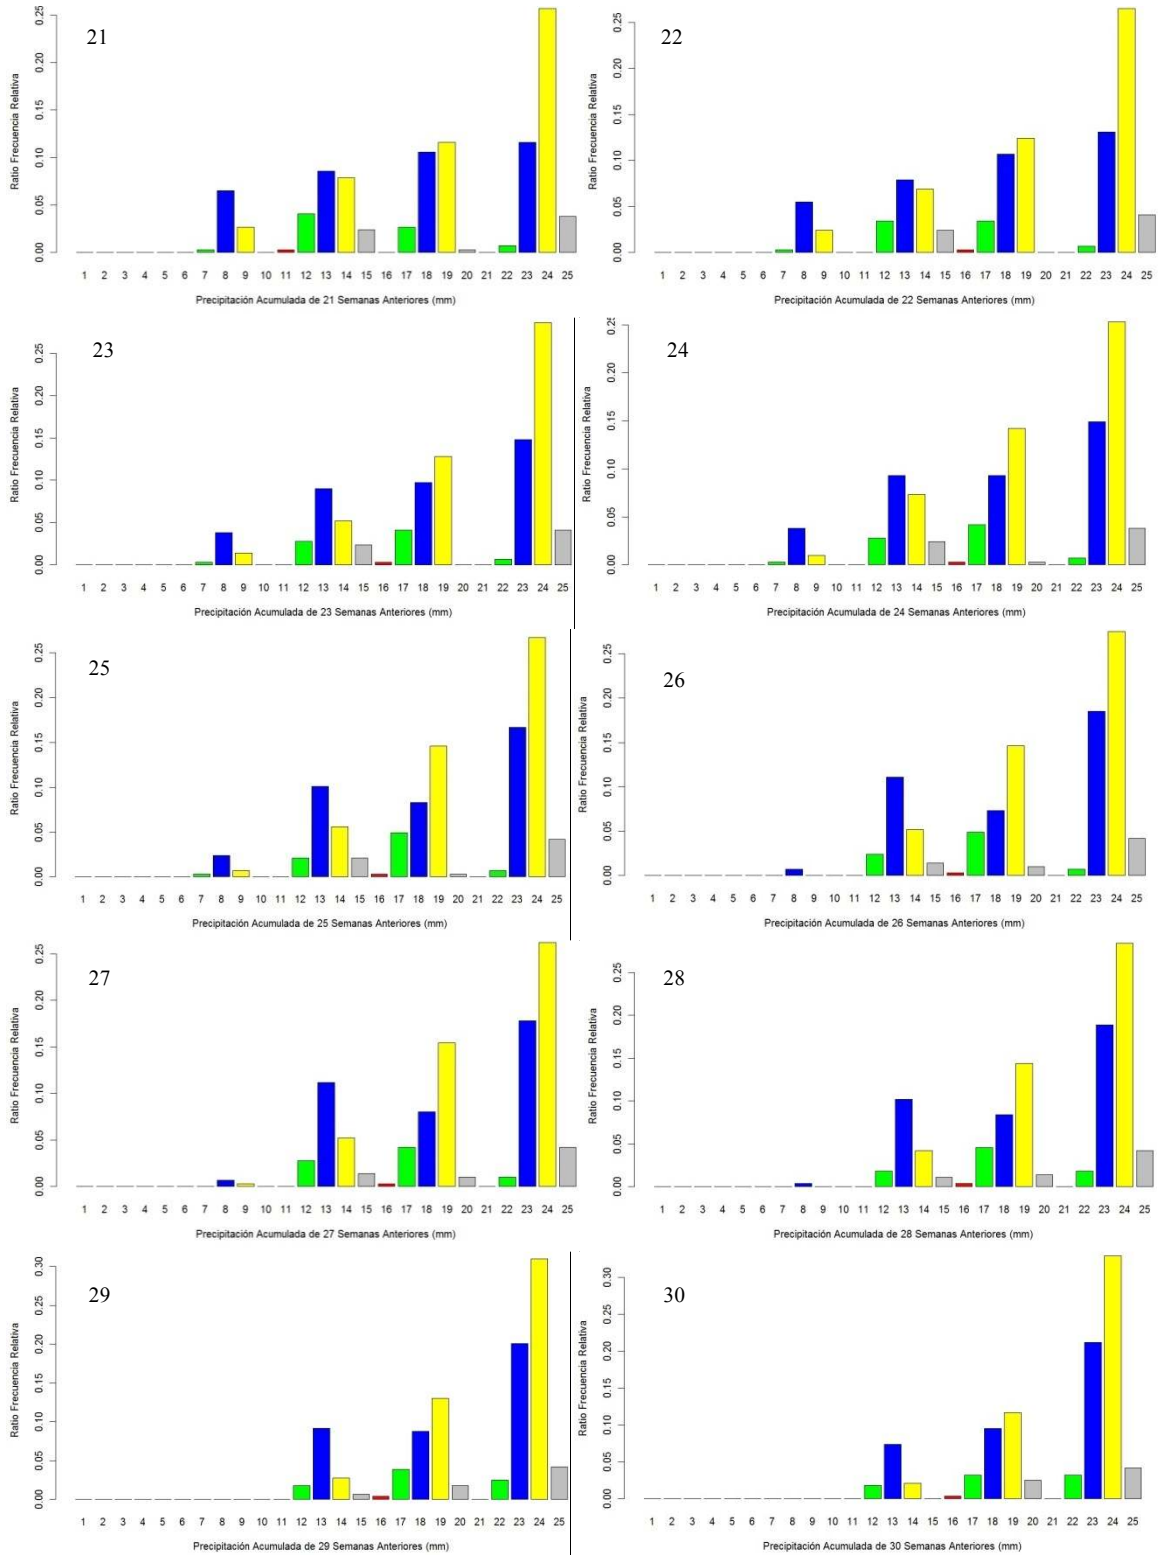 21
Ratio Frecuencia Relativa
0.25
0.20
0.15
0.10
0.05
0.00
1 2 3 4 5 6 7 8 9 10 11 12 13 14 15 16 17 18 19 20 21 22 23 24 25
Precipitación Acumulada de 21 Semanas Anteriores (mm)
22
Ratio Frecuencia Relativa
0.25
0.20
0.15
0.10
0.05
0.00
1 2 3 4 5 6 7 8 9 10 11 12 13 14 15 16 17 18 19 20 21 22 23 24 25
Precipitación Acumulada de 22 Semanas Anteriores (mm)
23
Ratio Frecuencia Relativa
0.25
0.20
0.15
0.10
0.05
0.00
1 2 3 4 5 6 7 8 9 10 11 12 13 14 15 16 17 18 19 20 21 22 23 24 25
Precipitación Acumulada de 23 Semanas Anteriores (mm)
24
Ratio Frecuencia Relativa
0.25
0.20
0.15
0.10
0.05
0.00
1 2 3 4 5 6 7 8 9 10 11 12 13 14 15 16 17 18 19 20 21 22 23 24 25
Precipitación Acumulada de 24 Semanas Anteriores (mm)
25
Ratio Frecuencia Relativa
0.25
0.20
0.15
0.10
0.05
0.00
1 2 3 4 5 6 7 8 9 10 11 12 13 14 15 16 17 18 19 20 21 22 23 24 25
Precipitación Acumulada de 25 Semanas Anteriores (mm)
26
Ratio Frecuencia Relativa
0.25
0.20
0.15
0.10
0.05
0.00
1 2 3 4 5 6 7 8 9 10 11 12 13 14 15 16 17 18 19 20 21 22 23 24 25
Precipitación Acumulada de 26 Semanas Anteriores (mm)
27
Ratio Frecuencia Relativa
0.25
0.20
0.15
0.10
0.05
0.00
1 2 3 4 5 6 7 8 9 10 11 12 13 14 15 16 17 18 19 20 21 22 23 24 25
Precipitación Acumulada de 27 Semanas Anteriores (mm)
28
Ratio Frecuencia Relativa
0.25
0.20
0.15
0.10
0.05
0.00
1 2 3 4 5 6 7 8 9 10 11 12 13 14 15 16 17 18 19 20 21 22 23 24 25
Precipitación Acumulada de 28 Semanas Anteriores (mm)
29
Ratio Frecuencia Relativa
0.30
0.25
0.20
0.15
0.10
0.05
0.00
1 2 3 4 5 6 7 8 9 10 11 12 13 14 15 16 17 18 19 20 21 22 23 24 25
Precipitación Acumulada de 29 Semanas Anteriores (mm)
30
Ratio Frecuencia Relativa
0.30
0.25
0.20
0.15
0.10
0.05
0.00
1 2 3 4 5 6 7 8 9 10 11 12 13 14 15 16 17 18 19 20 21 22 23 24 25
Precipitación Acumulada de 30 Semanas Anteriores (mm)